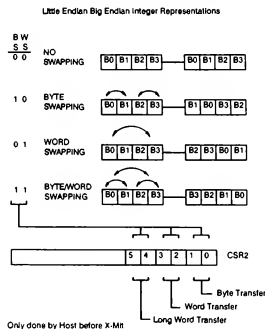 Little Endian Big Endian Integer Representations
B W
S S
0 0 NO SWAPPING B0 B1 B2 B3 B0 B1 B2 B3
1 0 BYTE SWAPPING B0 B1 B2 B3 B1 B0 B3 B2
0 1 WORD SWAPPING B0 B1 B2 B3 B2 B3 B0 B1
1 1 BYTE/WORD SWAPPING B0 B1 B2 B3 B3 B2 B1 B0
5 4 3 2 1 0 CSR2
Byte Transfer
Word Transfer
Long Word Transfer
Only done by Host before X-Mit